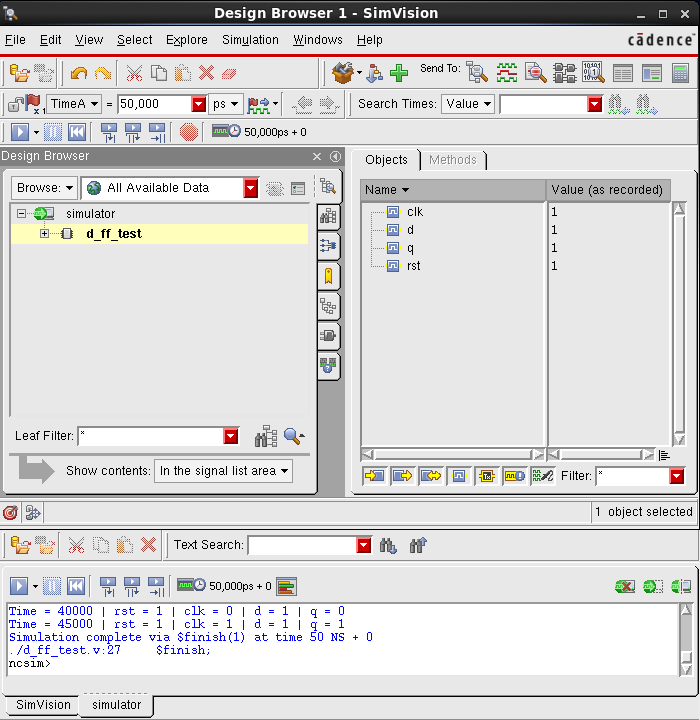 Design Browser 1 - SimVision
File Edit View Select Explore Simulation Windows Help cādence
Send To:
TimeA = 50,000 ps Search Times: Value
50,000ps + 0
Design Browser
Objects Methods
Browse: All Available Data
Name Value (as recorded)
simulator
d_ff_test
clk 1
d 1
q 1
rst 1
Leaf Filter: *
Show contents: In the signal list area
Filter: *
1 object selected
Text Search:
50,000ps + 0
Time = 40000 | rst = 1 | clk = 0 | d = 1 | q = 0
Time = 45000 | rst = 1 | clk = 1 | d = 1 | q = 1
Simulation complete via $finish(1) at time 50 NS + 0
./d_ff_test.v:27 $finish;
ncsim>
SimVision simulator